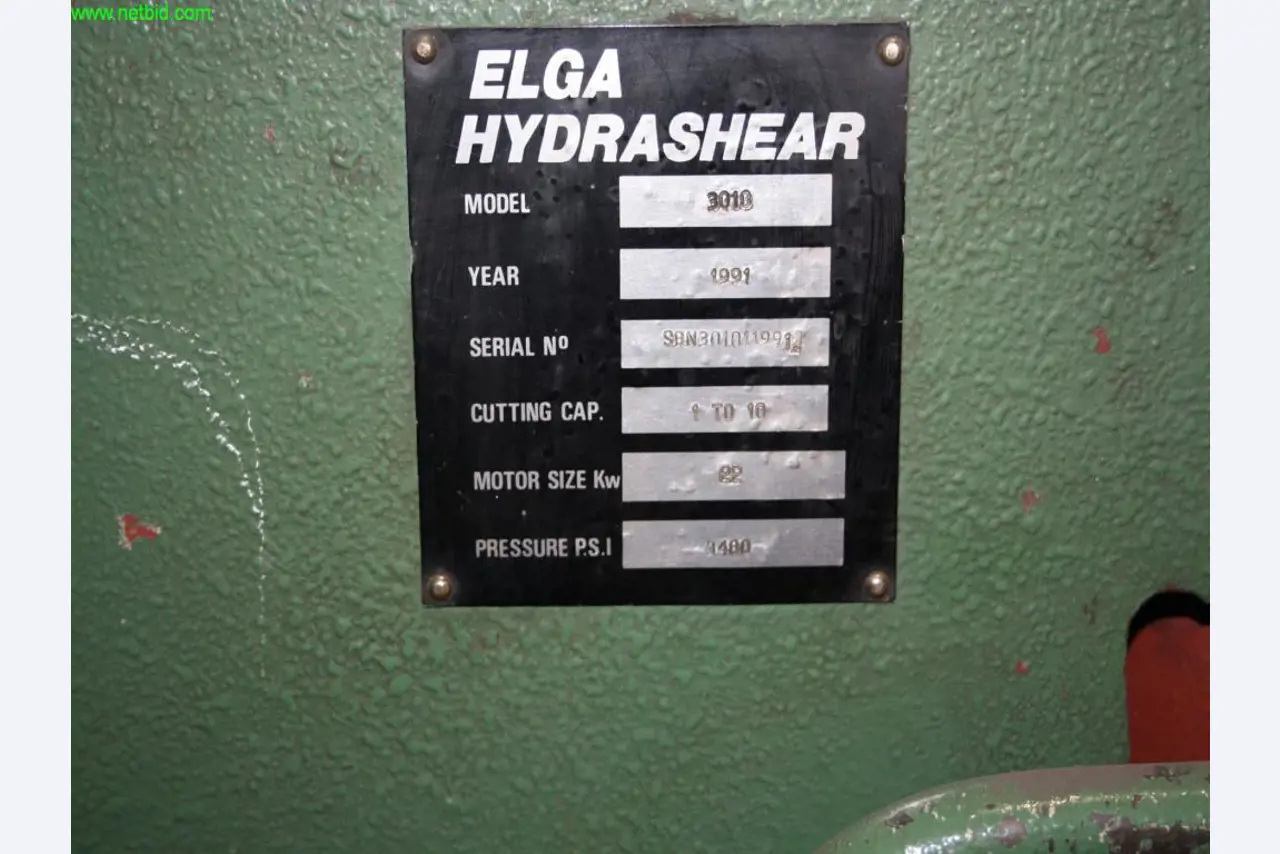 www.netbid.com
ELGA
HYDRASHEAR
MODEL 3010
YEAR 1991
SERIAL Nº
CUTTING CAP. 1 TO 10
MOTOR SIZE Kw 22
PRESSURE P.S.I